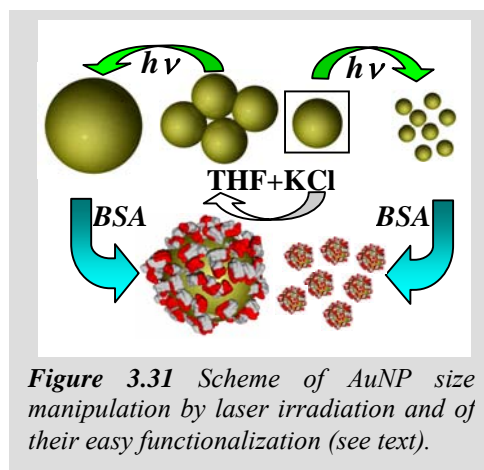 hν
hν
THF+KCl
BSA
BSA
Figure 3.31 Scheme of AuNP size
manipulation by laser irradiation and of
their easy functionalization (see text).